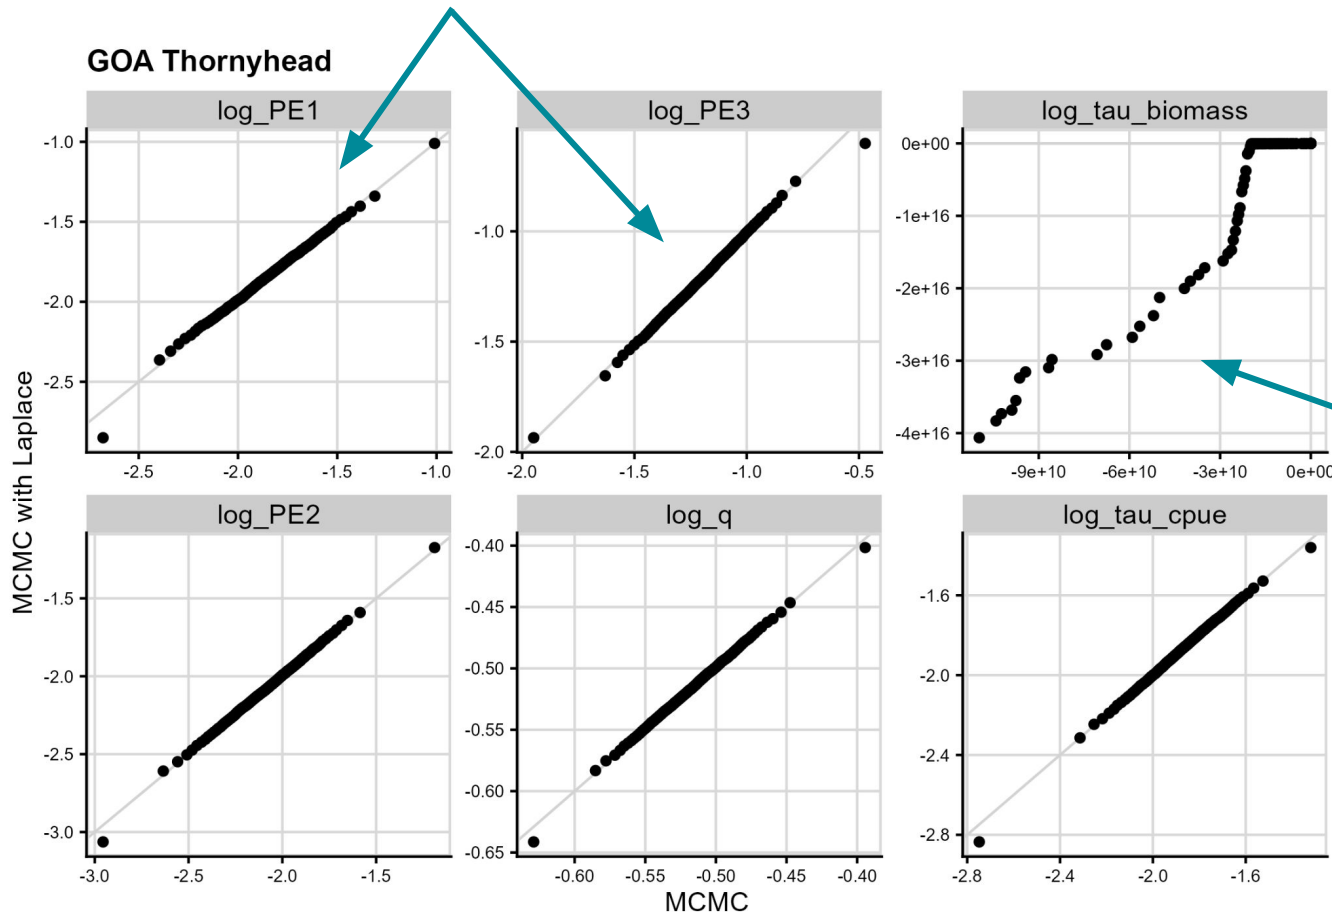 GOA Thornyhead
log_PE1
log_PE3
log_tau_biomass
-1.0
-1.5
-2.0
-2.5
-2.5
-2.0
-1.5
-1.0
-1.0
-1.5
-2.0
-2.0
-1.5
-1.0
-0.5
0e+00
-1e+16
-2e+16
-3e+16
-4e+16
-9e+10
-6e+10
-3e+10
0e+00
MCMC with Laplace
log_PE2
log_q
log_tau_cpue
-1.5
-2.0
-2.5
-3.0
-3.0
-2.5
-2.0
-1.5
-0.40
-0.45
-0.50
-0.55
-0.60
-0.65
-0.60
-0.55
-0.50
-0.45
-0.40
-1.6
-2.0
-2.4
-2.8
-2.8
-2.4
-2.0
-1.6
MCMC